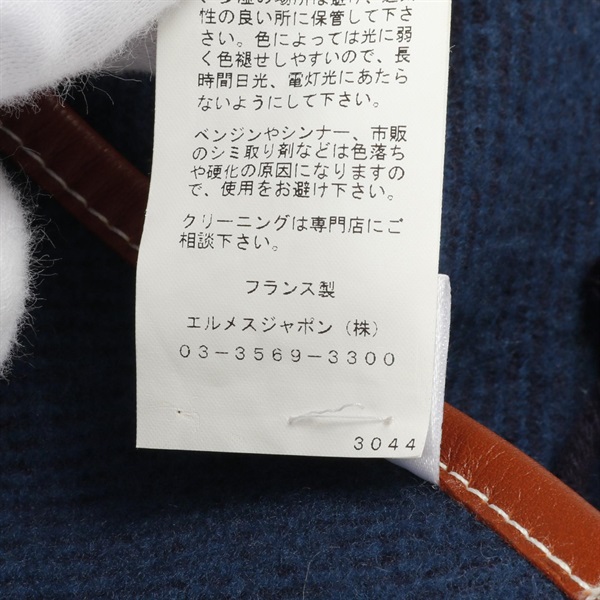 性の良い所に保管して下さ
い。色によっては光に弱
く色褪せしやすいので、長
時間日光、電灯光にあたら
ないようにして下さい。
ベンジンやシンナー、市販
のシミ取り剤などは色落ち
や硬化の原因になりますの
で、使用をお避け下さい。
クリーニングは専門店にご
相談下さい。
フランス製
エルメスジャポン（株）
03-3569-3300
3044